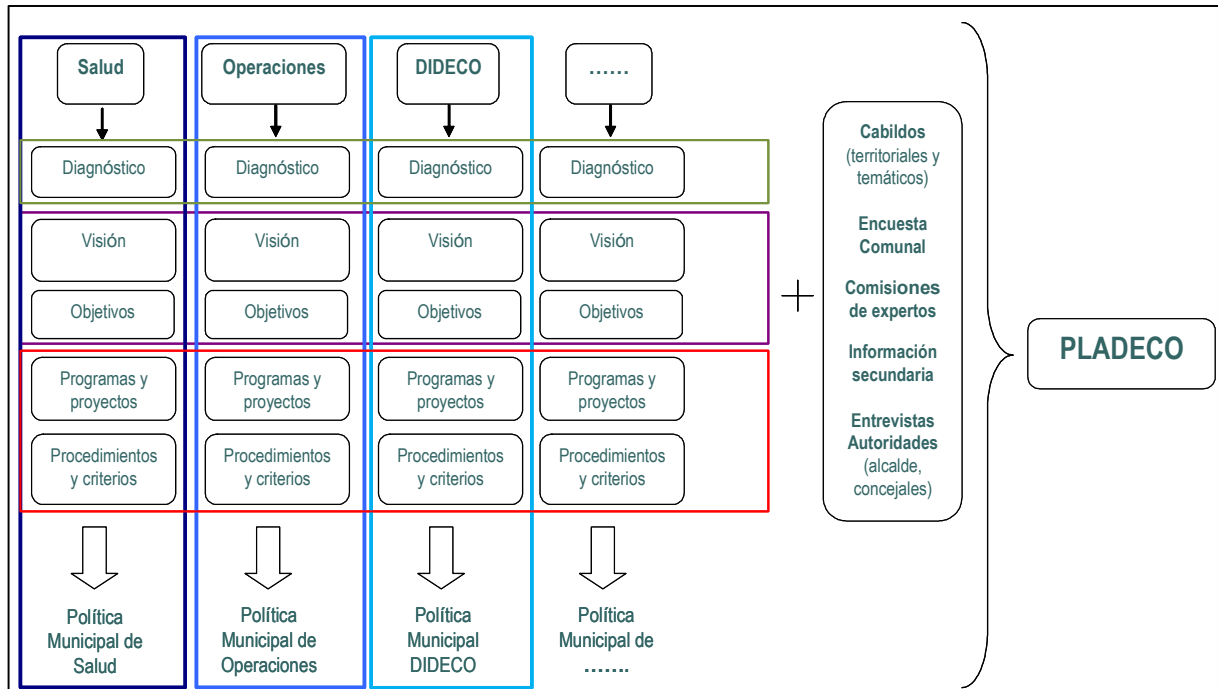 Salud
Operaciones
DIDECO
……
Diagnóstico
Diagnóstico
Diagnóstico
Diagnóstico
Visión
Visión
Visión
Visión
Objetivos
Objetivos
Objetivos
Objetivos
Programas y
proyectos
Programas y
proyectos
Programas y
proyectos
Programas y
proyectos
Procedimientos
y criterios
Procedimientos
y criterios
Procedimientos
y criterios
Procedimientos
y criterios
Política
Municipal de
Salud
Política
Municipal de
Operaciones
Política
Municipal
DIDECO
Política
Municipal de
…….
+
Cabildos
(territoriales y
temáticos)
Encuesta
Comunal
Comisiones
de expertos
Información
secundaria
Entrevistas
Autoridades
(alcalde,
concejales)
PLADECO